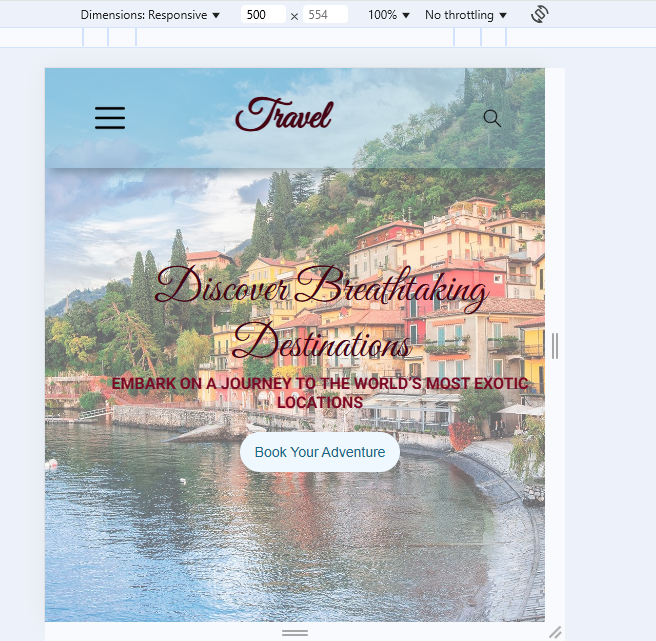 Dimensions: Responsive ▼ 500 × 554 100% ▼ No throttling ▼
Travel
Discover Breathtaking
Destinations
EMBARK ON A JOURNEY TO THE WORLD'S MOST EXOTIC
LOCATIONS
Book Your Adventure